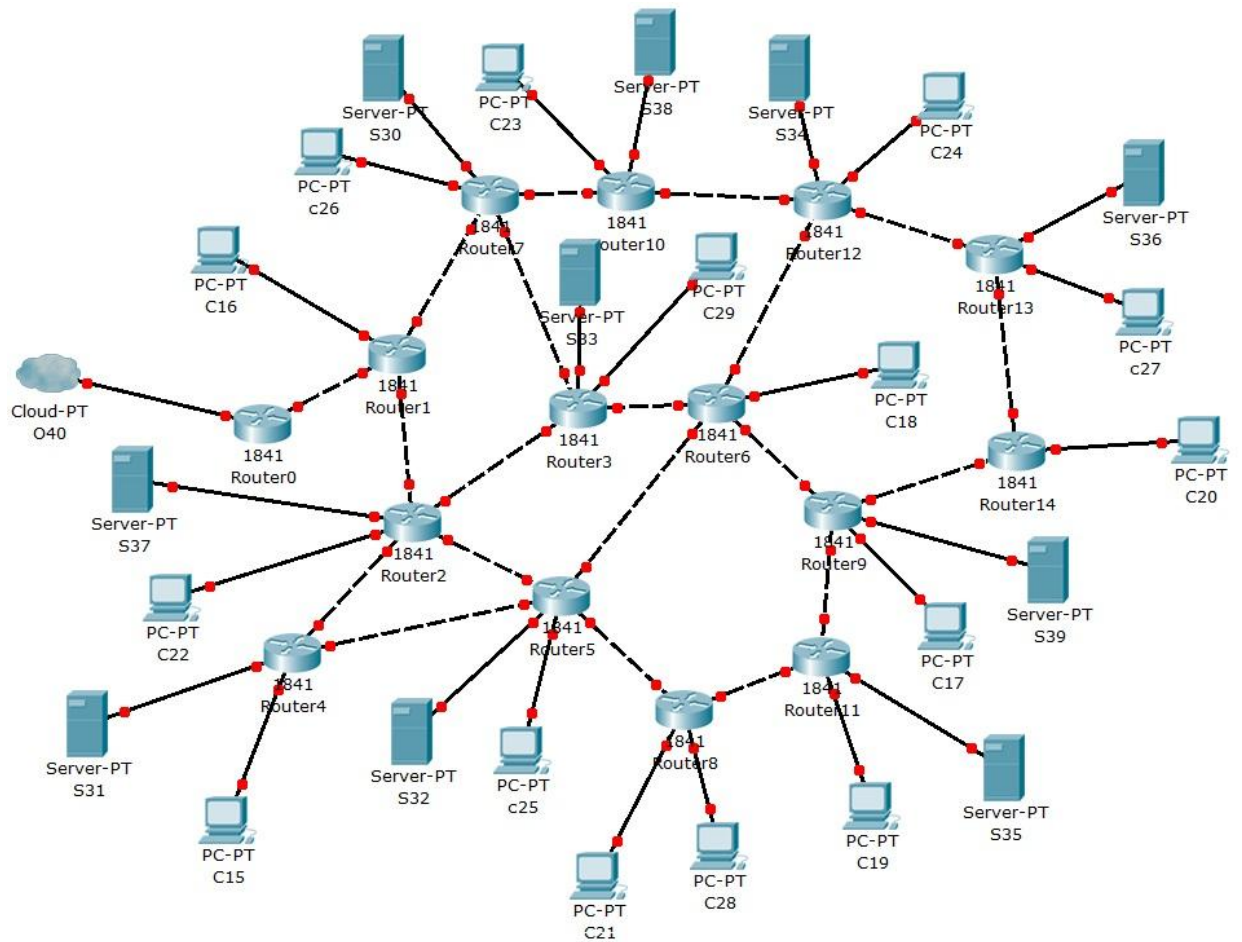 Server-PT
S30
PC-PT
C23
Server-PT
S38
Server-PT
S34
PC-PT
C24
PC-PT
c26
1841
Router7
1841
Router10
1841
Router12
Server-PT
S36
PC-PT
C16
Server-PT
S33
PC-PT
C29
1841
Router13
PC-PT
c27
Cloud-PT
O40
1841
Router0
1841
Router1
1841
Router3
1841
Router6
PC-PT
C18
1841
Router14
PC-PT
C20
Server-PT
S37
1841
Router2
1841
Router9
PC-PT
C22
1841
Router5
Server-PT
S39
1841
Router4
PC-PT
C17
1841
Router11
Server-PT
S31
Server-PT
S32
PC-PT
c25
1841
Router8
Server-PT
S35
PC-PT
C15
PC-PT
C19
PC-PT
C28
PC-PT
C21